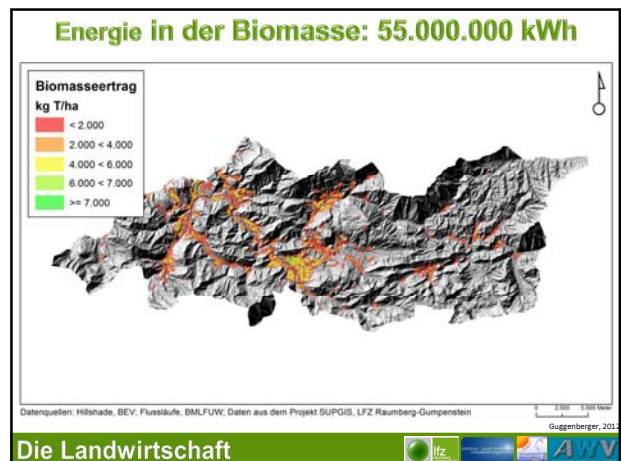 Energie in der Biomasse: 55.000.000 kWh
Biomasseertrag
kg T/ha
< 2.000
2.000 < 4.000
4.000 < 6.000
6.000 < 7.000
>= 7.000
Datenquellen: Hillshade, BEV; Flussläufe, BMLFUW; Daten aus dem Projekt SUPGIS, LFZ Raumberg-Gumpenstein
0 2.500 5.000 Meter
Guggenberger, 2012
Die Landwirtschaft
lfz
AWV